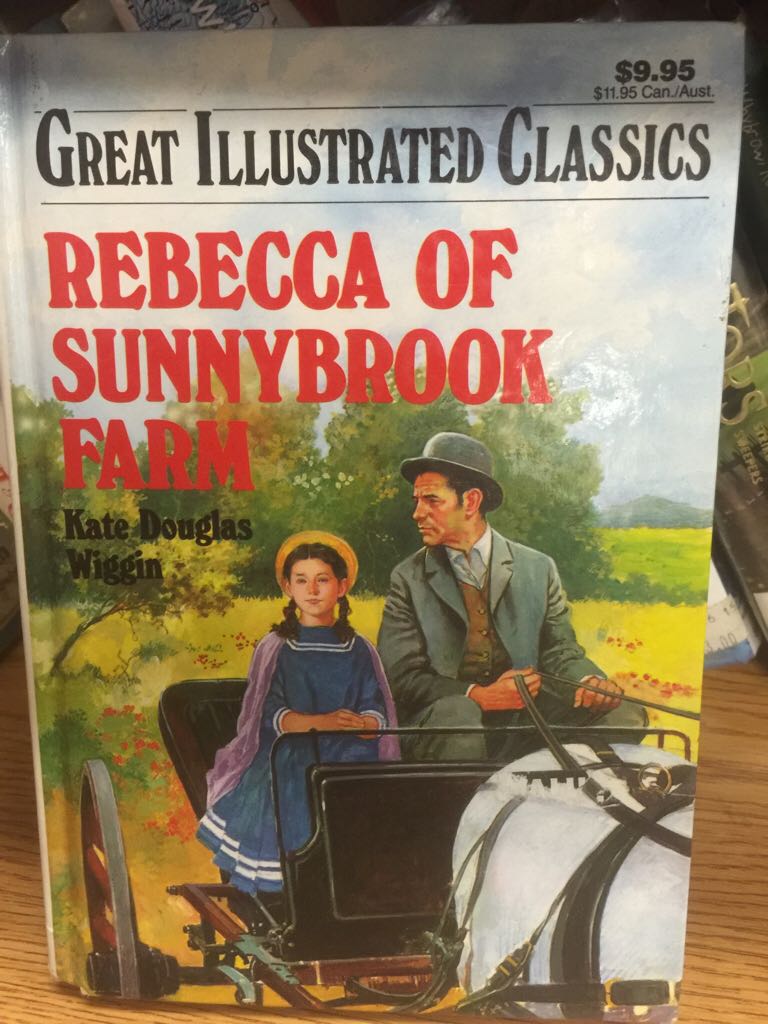 $9.95
$11.95 Can./Aust.
GREAT ILLUSTRATED CLASSICS
REBECCA OF
SUNNYBROOK
FARM
Kate Douglas
Wiggin